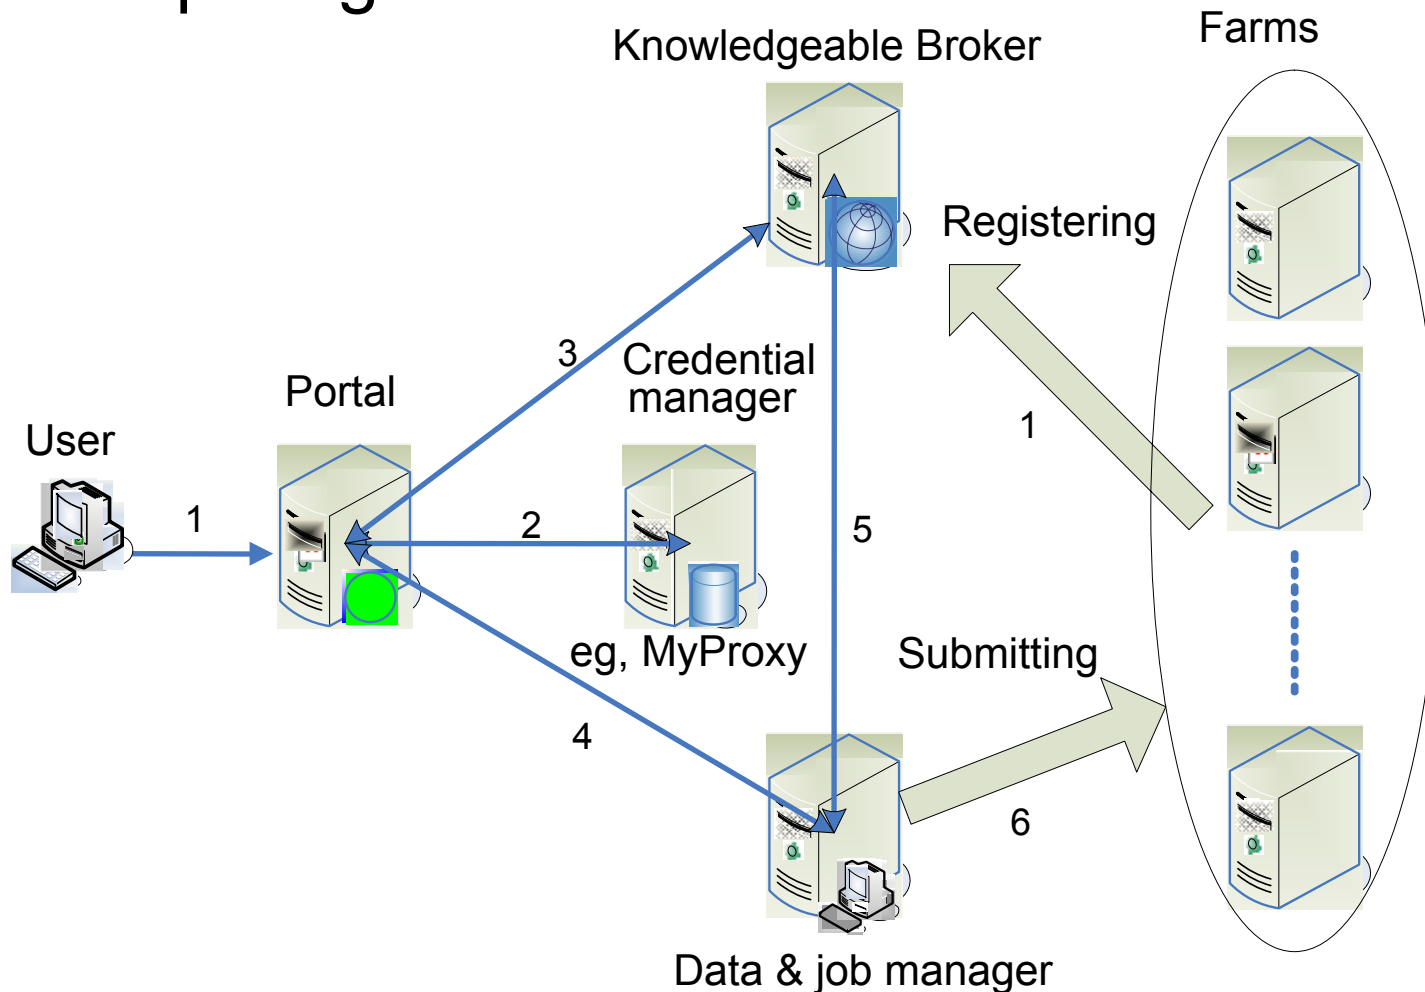 Farms
Knowledgeable Broker
Registering
3
Credential
manager
1
Portal
User
1
2
5
eg, MyProxy
Submitting
4
6
Data & job manager